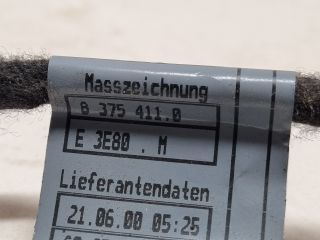 Masszeichnung
8 375 411.0
E 3E80 . M
Lieferantendaten
21.06.00 05:25